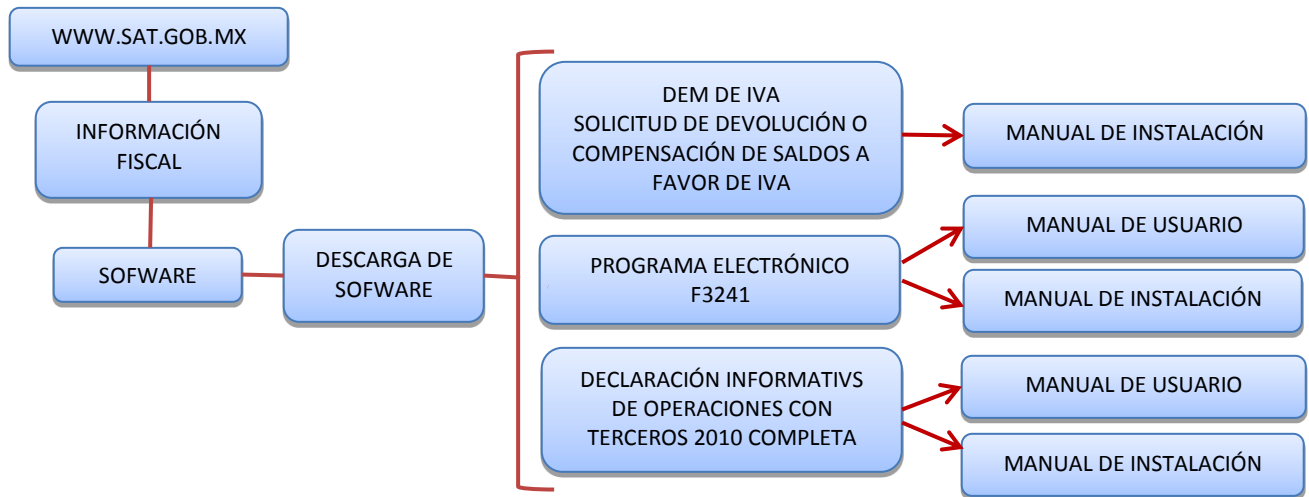 WWW.SAT.GOB.MX
INFORMACIÓN
FISCAL
SOFWARE
DESCARGA DE
SOFWARE
DEM DE IVA
SOLICITUD DE DEVOLUCIÓN O
COMPENSACIÓN DE SALDOS A
FAVOR DE IVA
MANUAL DE INSTALACIÓN
PROGRAMA ELECTRÓNICO
F3241
MANUAL DE USUARIO
MANUAL DE INSTALACIÓN
DECLARACIÓN INFORMATIVS
DE OPERACIONES CON
TERCEROS 2010 COMPLETA
MANUAL DE USUARIO
MANUAL DE INSTALACIÓN